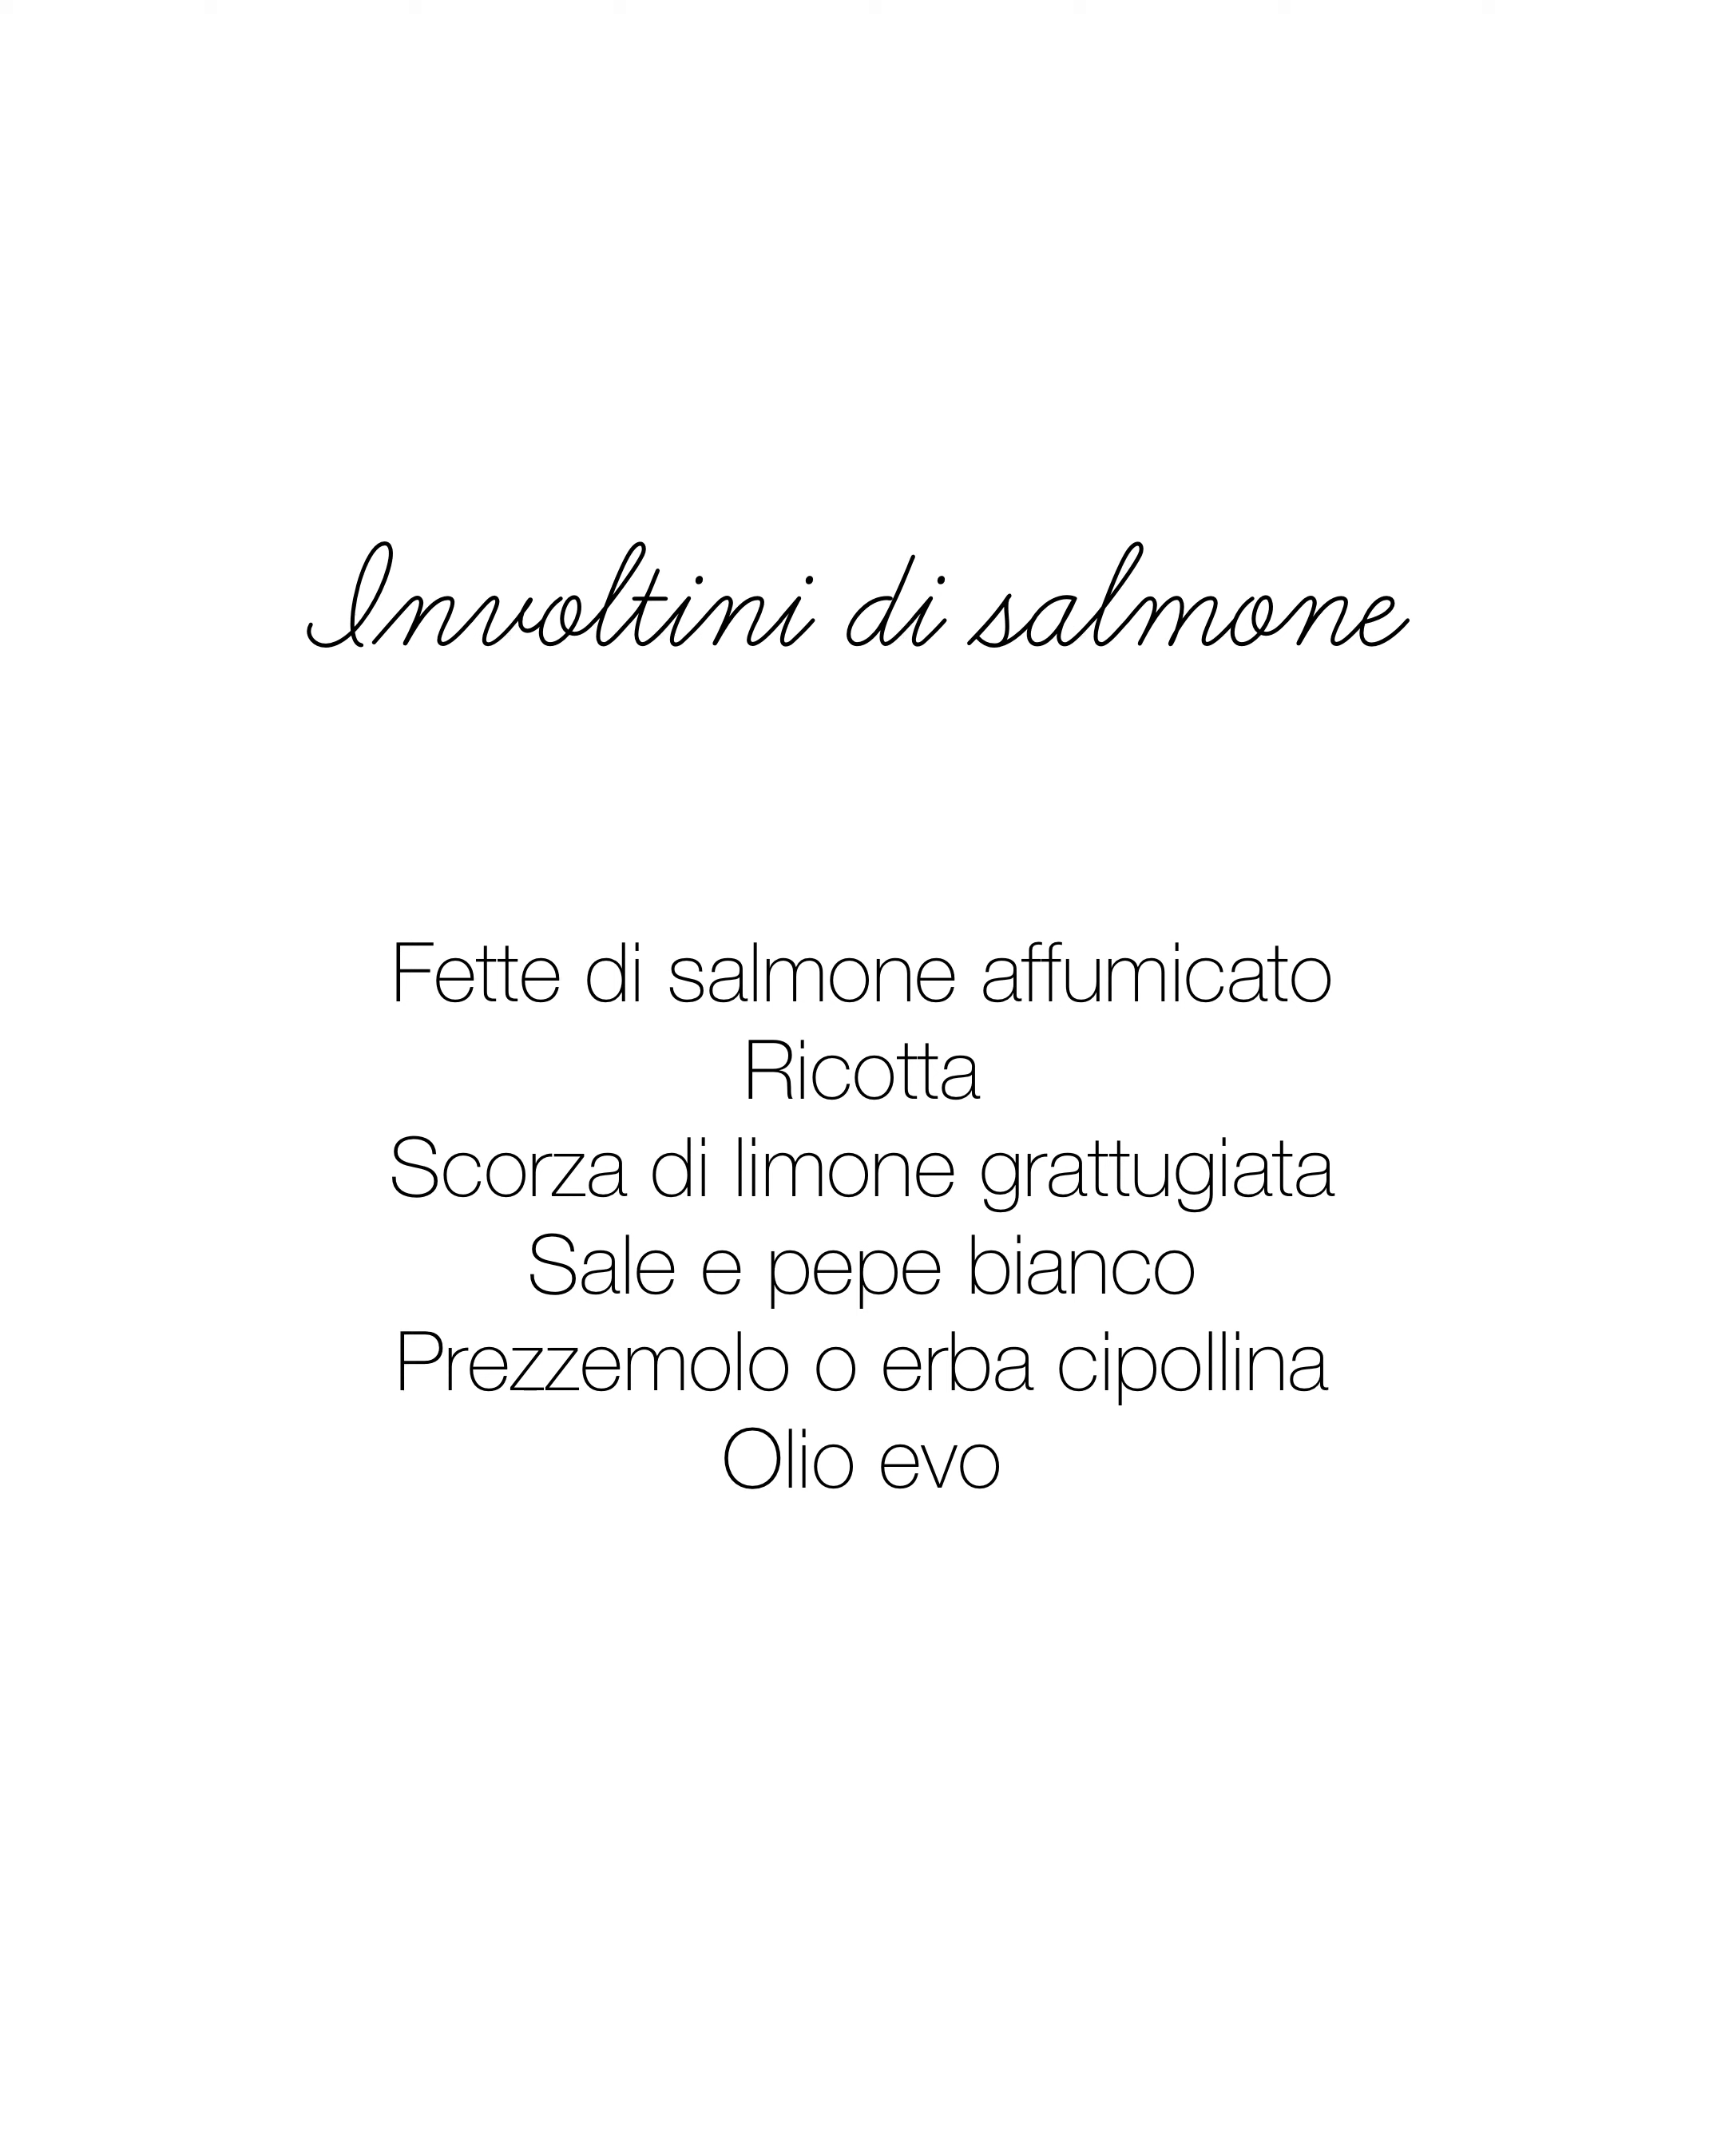 Involtini di salmone
Fette di salmone affumicato
Ricotta
Scorza di limone grattugiata
Sale e pepe bianco
Prezzemolo o erba cipollina
Olio evo